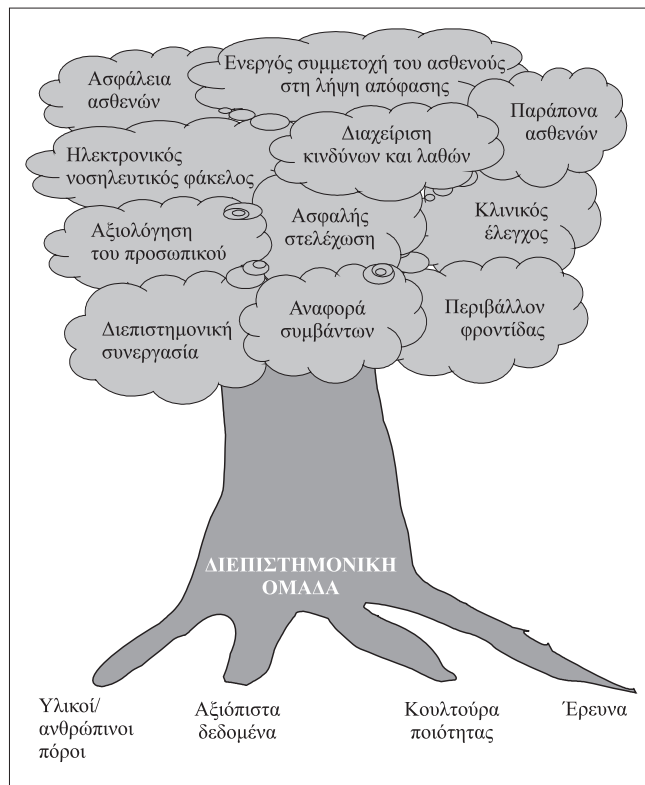 Ασφάλεια
ασθενών
Ενεργός συμμετοχή του ασθενούς
στη λήψη απόφασης
Παράπονα
ασθενών
Ηλεκτρονικός
νοσηλευτικός φάκελος
Διαχείριση
κινδύνων και λαθών
Αξιολόγηση
του προσωπικού
Ασφαλής
στελέχωση
Κλινικός
έλεγχος
Διεπιστημονική
συνεργασία
Αναφορά
συμβάντων
Περιβάλλον
φροντίδας
ΔΙΕΠΙΣΤΗΜΟΝΙΚΗ
ΟΜΑΔΑ
Υλικοί/
ανθρώπινοι
πόροι
Αξιόπιστα
δεδομένα
Κουλτούρα
ποιότητας
Έρευνα